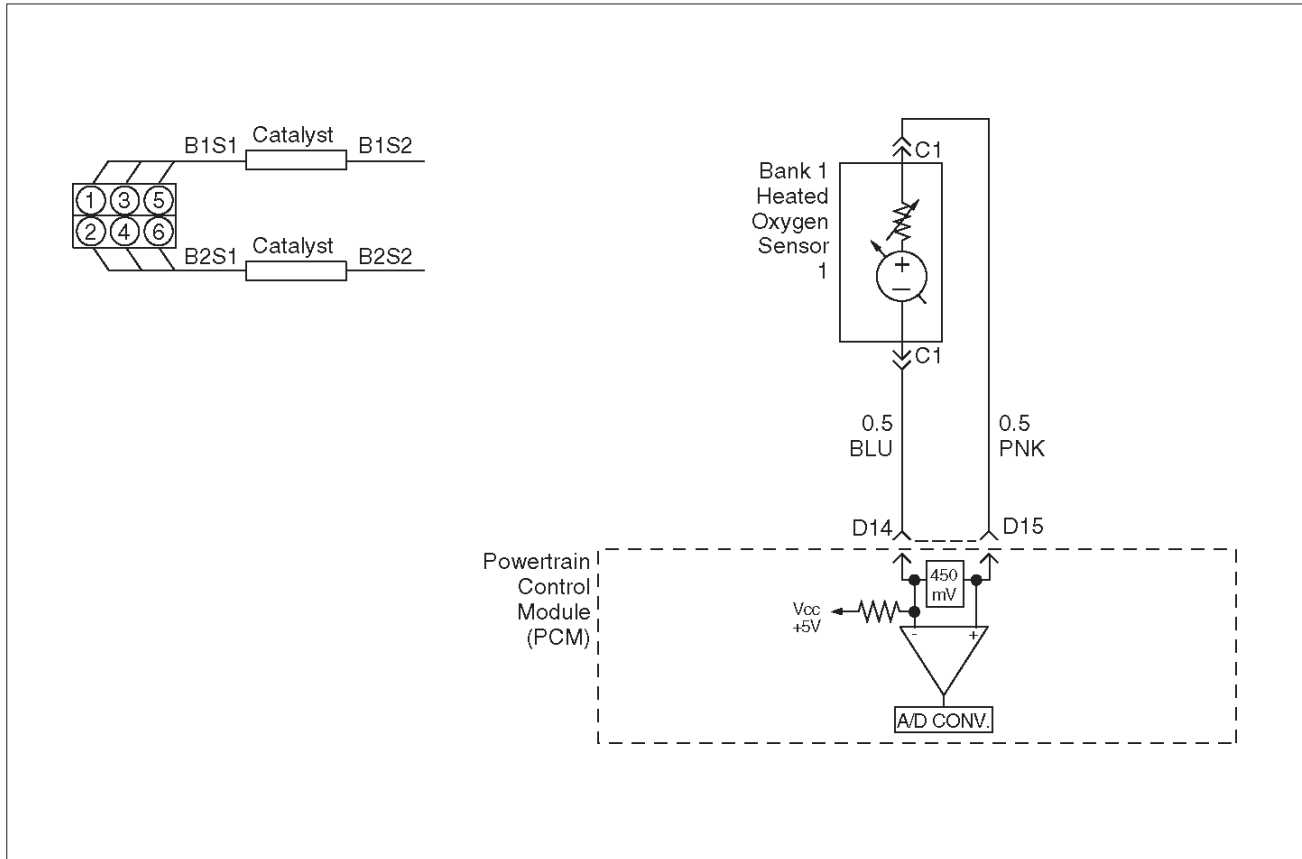 B1S1 Catalyst B1S2
1 3 5
2 4 6
B2S1 Catalyst B2S2
C1
Bank 1
Heated
Oxygen
Sensor
1
+
—
C1
0.5
BLU
0.5
PNK
D14
D15
Powertrain
Control
Module
(PCM)
450
mV
Vcc
+5V
- +
A/D CONV.